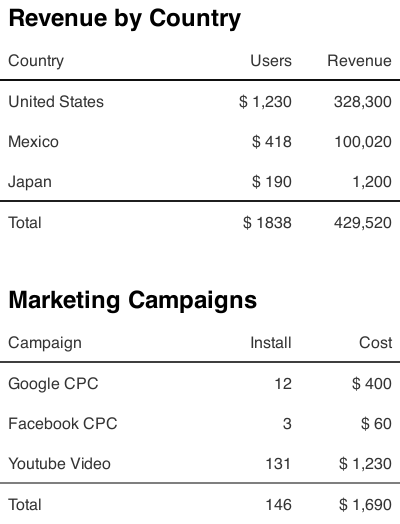 Revenue by Country
Country Users Revenue
United States $ 1,230 328,300
Mexico $ 418 100,020
Japan $ 190 1,200
Total $ 1838 429,520
Marketing Campaigns
Campaign Install Cost
Google CPC 12 $ 400
Facebook CPC 3 $ 60
Youtube Video 131 $ 1,230
Total 146 $ 1,690